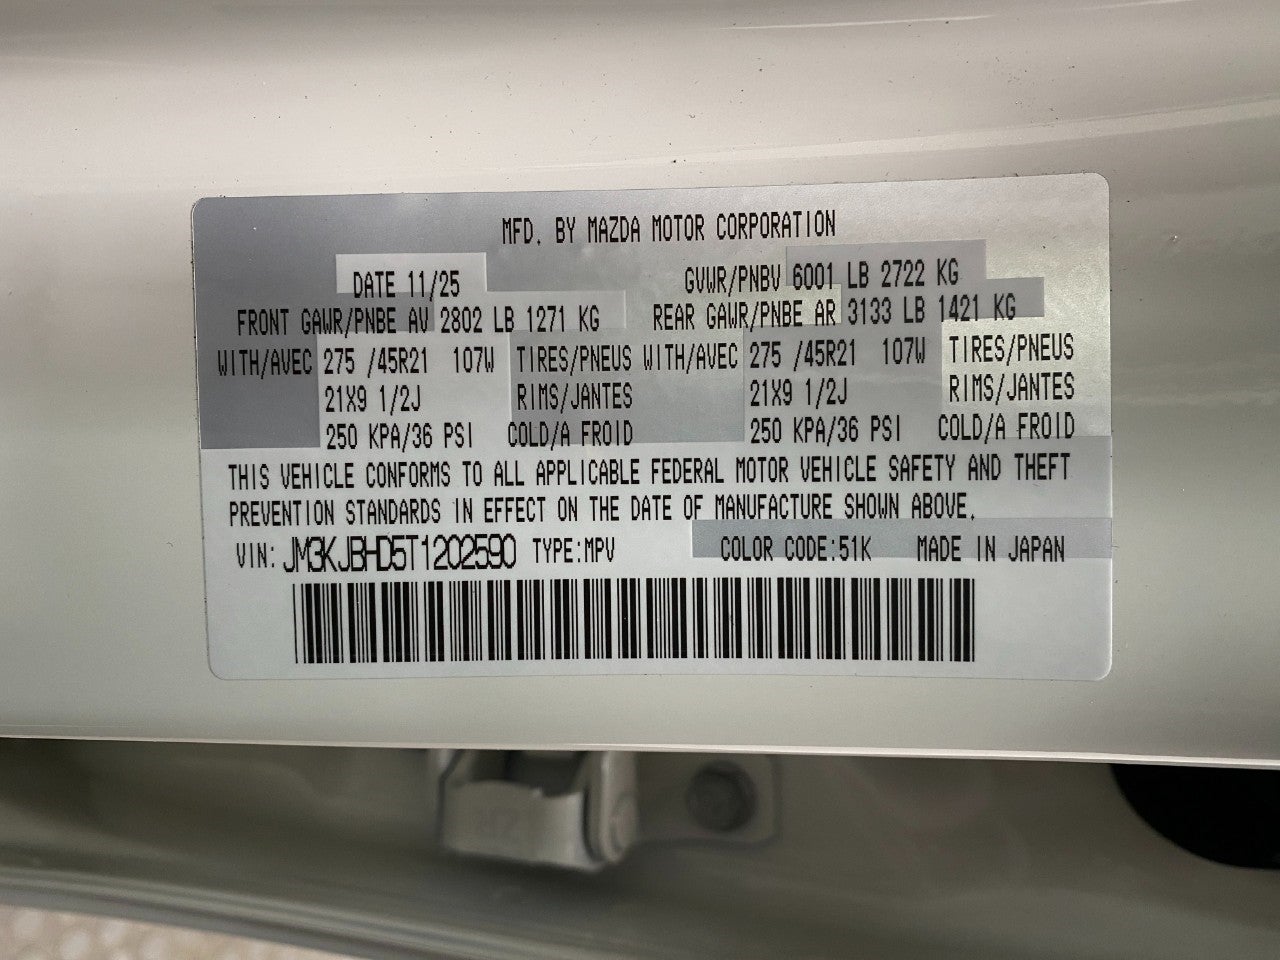 MFD. BY MAZDA MOTOR CORPORATION
DATE 11/25 GVWR/PNBV 6001 LB 2722 KG
FRONT GAWR/PNBE AV 2802 LB 1271 KG REAR GAWR/PNBE AR 3133 LB 1421 KG
WITH/AVEC 275 /45R21 107W TIRES/PNEUS WITH/AVEC 275 /45R21 107W TIRES/PNEUS
21X9 1/2J RIMS/JANTES 21X9 1/2J RIMS/JANTES
250 KPA/36 PSI COLD/A FROID 250 KPA/36 PSI COLD/A FROID
THIS VEHICLE CONFORMS TO ALL APPLICABLE FEDERAL MOTOR VEHICLE SAFETY AND THEFT
PREVENTION STANDARDS IN EFFECT ON THE DATE OF MANUFACTURE SHOWN ABOVE.
VIN: JM3KJBHD5T1202590 TYPE:MPV COLOR CODE:51K MADE IN JAPAN